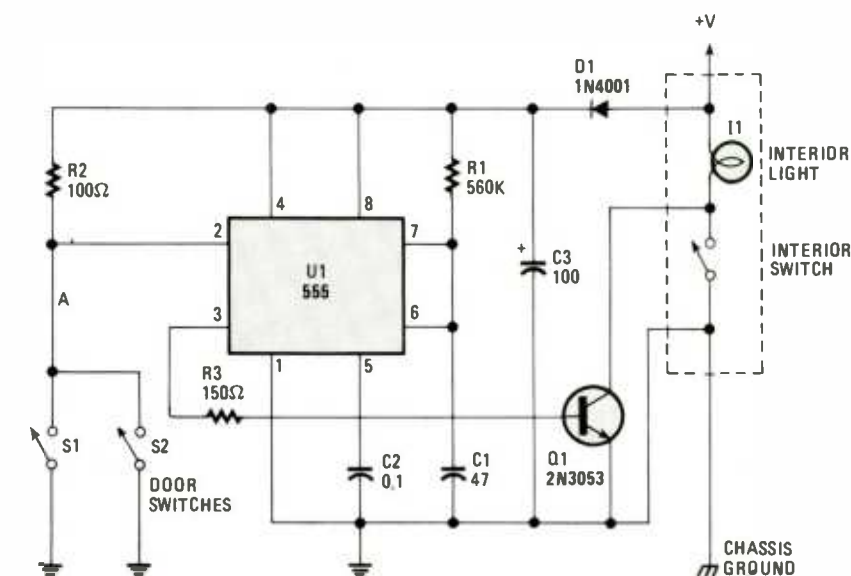 +V
D1
1N4001
I1
INTERIOR
LIGHT
R2
100Ω
R1
560K
4
8
2
7
U1
555
+
C3
100
INTERIOR
SWITCH
A
3
6
1
5
R3
150Ω
S1
S2
DOOR
SWITCHES
C2
0.1
C1
47
Q1
2N3053
CHASSIS
GROUND